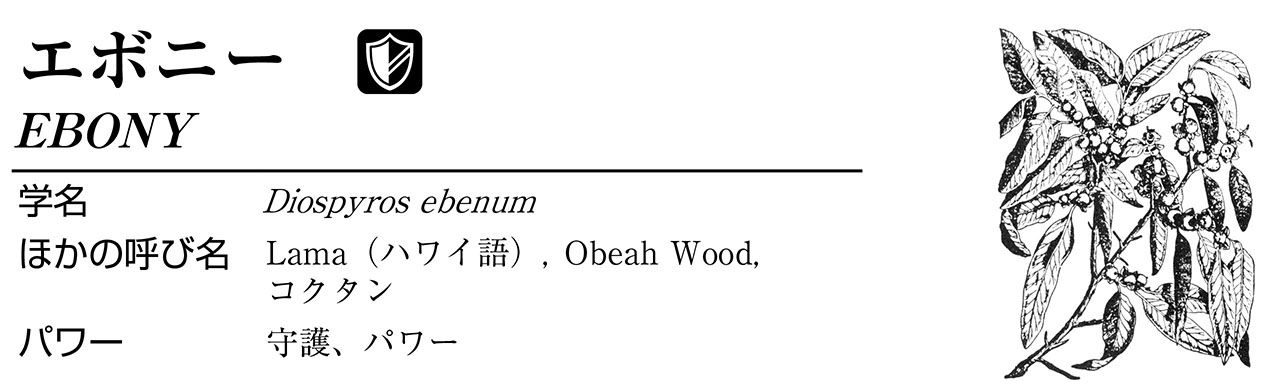 エボニー
EBONY
学名 Diospyros ebenum
ほかの呼び名 Lama（ハワイ語）, Obeah Wood,
コクタン
パワー 守護、パワー